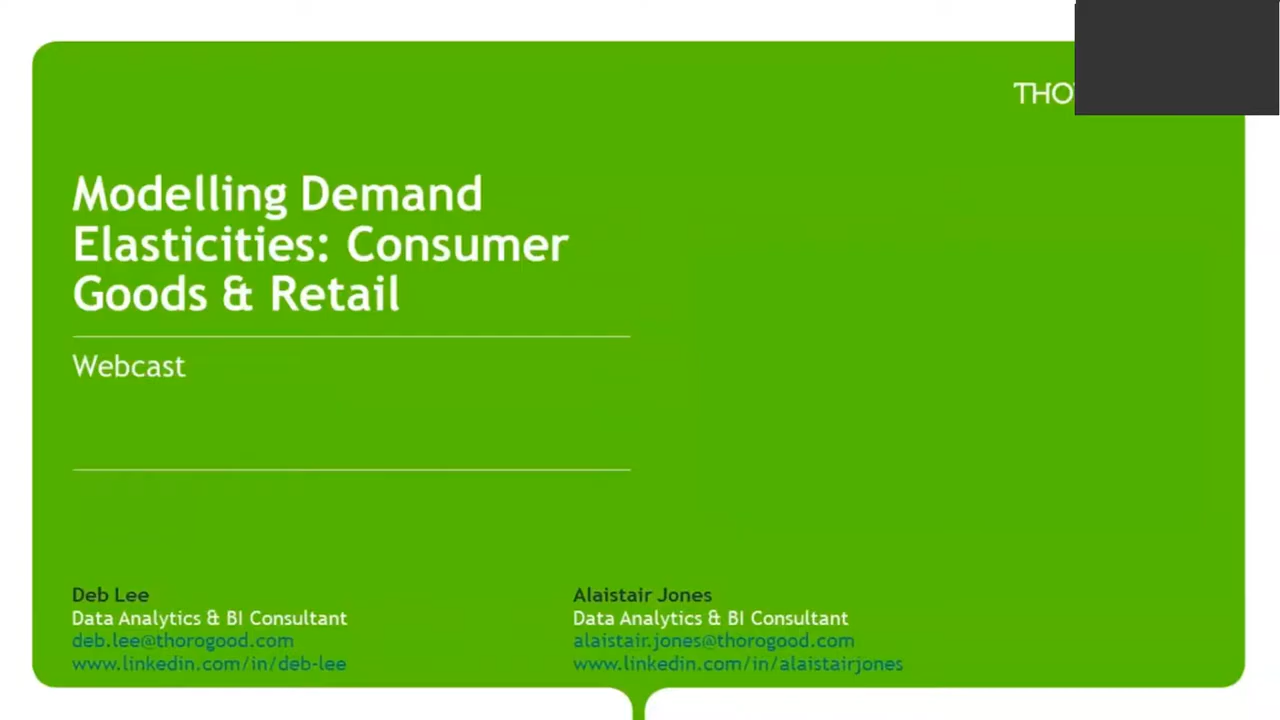 Modelling Demand
Elasticities: Consumer
Goods & Retail
Webcast
Deb Lee
Data Analytics & BI Consultant
deb.lee@thorogood.com
www.linkedin.com/in/deb-lee
Alaistair Jones
Data Analytics & BI Consultant
alaistair.jones@thorogood.com
www.linkedin.com/in/alaistairjones